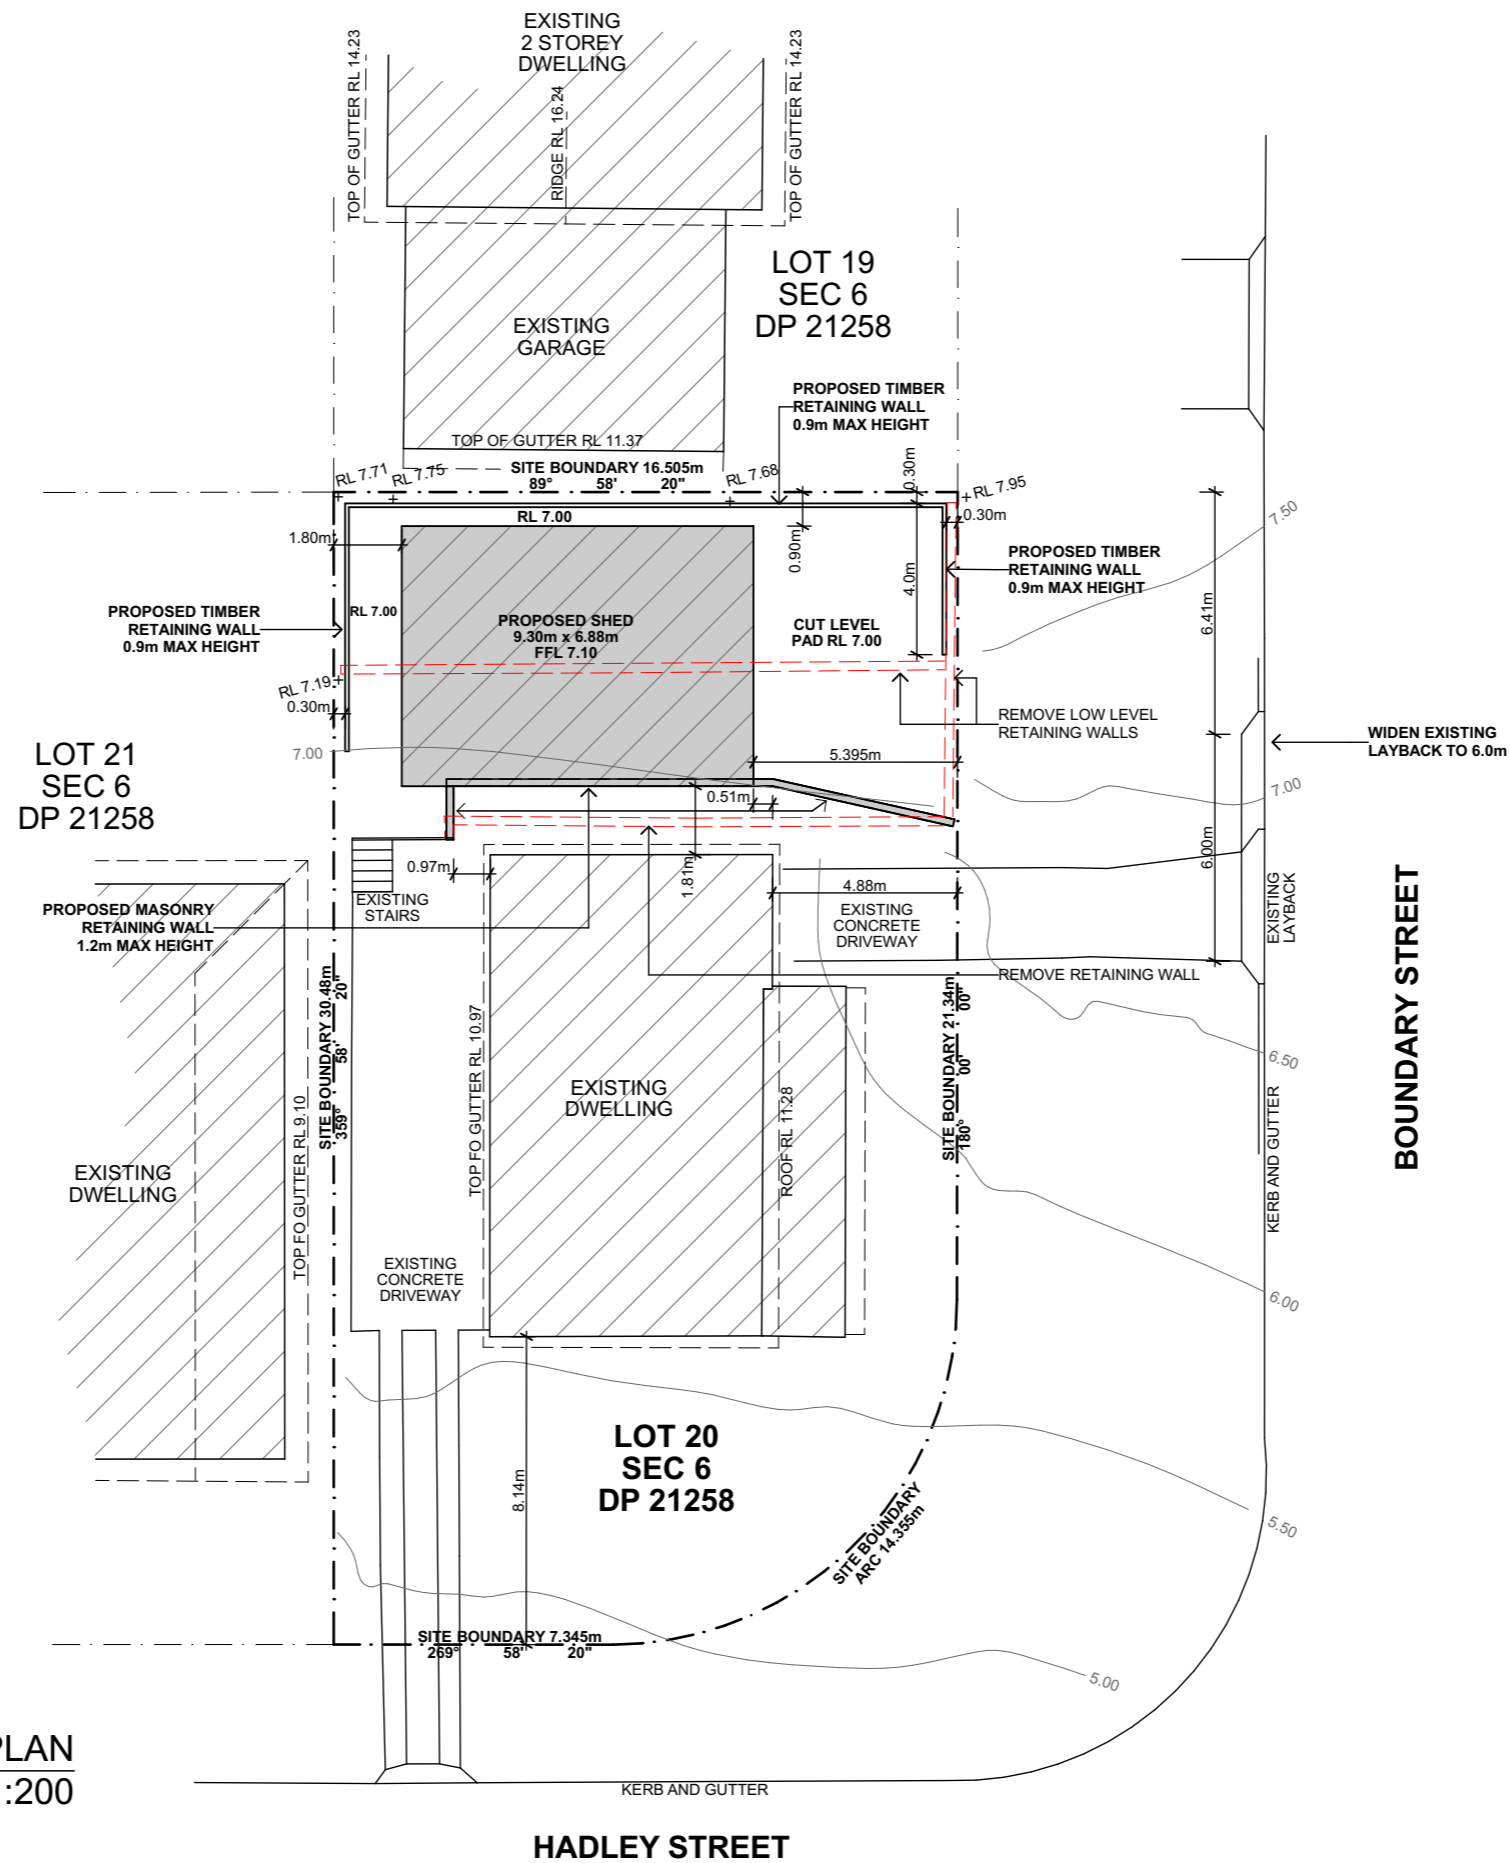 EXISTING
2 STOREY
DWELLING
TOP OF GUTTER RL 14.23
RIDGE RL 16.24
TOP OF GUTTER RL 14.23
LOT 19
SEC 6
DP 21258
EXISTING
GARAGE
PROPOSED TIMBER
RETAINING WALL
0.9m MAX HEIGHT
TOP OF GUTTER RL 11.37
SITE BOUNDARY 16.505m
89° 58' 20"
RL 7.71
RL 7.75
RL 7.68
0.30m
RL 7.95
0.30m
7.50
RL 7.00
1.80m
0.90m
4.0m
PROPOSED TIMBER
RETAINING WALL
0.9m MAX HEIGHT
6.41m
PROPOSED TIMBER
RETAINING WALL
0.9m MAX HEIGHT
RL 7.00
PROPOSED SHED
9.30m x 6.88m
FFL 7.10
CUT LEVEL
PAD RL 7.00
RL 7.19
0.30m
REMOVE LOW LEVEL
RETAINING WALLS
WIDEN EXISTING
LAYBACK TO 6.0m
LOT 21
SEC 6
DP 21258
7.00
5.395m
0.51m
7.00
0.97m
1.81m
6.00m
EXISTING
STAIRS
4.88m
EXISTING
CONCRETE
DRIVEWAY
EXISTING
LAYBACK
PROPOSED MASONRY
RETAINING WALL
1.2m MAX HEIGHT
REMOVE RETAINING WALL
BOUNDARY STREET
SITE BOUNDARY 30.48m
359° 58' 20"
TOP FO GUTTER RL 10.97
SITE BOUNDARY 21.34m
180° 00' 00"
6.50
EXISTING
DWELLING
ROOF RL 11.28
KERB AND GUTTER
TOP FO GUTTER RL 9.10
EXISTING
DWELLING
EXISTING
CONCRETE
DRIVEWAY
6.00
LOT 20
SEC 6
DP 21258
8.14m
SITE BOUNDARY
ARC 14.355m
5.50
SITE BOUNDARY 7.345m
269° 58' 20"
5.00
PLAN
:200
KERB AND GUTTER
HADLEY STREET